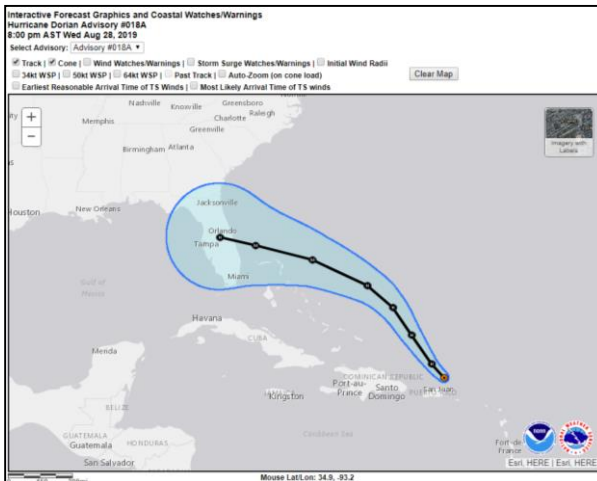 Interactive Forecast Graphics and Coastal Watches/Warnings
Hurricane Dorian Advisory #018A
8:00 pm AST Wed Aug 28, 2019
Select Advisory: Advisory #018A
Track | Cone | Wind Watches/Warnings | Storm Surge Watches/Warnings | Initial Wind Radii
34kt WSP | 50kt WSP | 64kt WSP | Past Track | Auto-Zoom (on cone load)
Clear Map
Earliest Reasonable Arrival Time of TS Winds | Most Likely Arrival Time of TS winds
+
−
Nashville
Knoxville
Greensboro
Raleigh
Memphis
Charlotte
Greenville
Birmingham
Atlanta
Imagery with
Labels
Jacksonville
Houston
New Orleans
Orlando
Tampa
Miami
Gulf of
Mexico
Havana
CUBA
Merida
DOMINICAN REPUBLIC
Port-au-
Prince
Santo
Domingo
San Juan
PUERTO RICO
JAMAICA
Kingston
BELIZE
GUATEMALA
Guatemala
HONDURAS
San Salvador
Caribbean Sea
Fort-de-
France
Esri, HERE | Esri, HERE
Mouse Lat/Lon: 34.9, -93.2